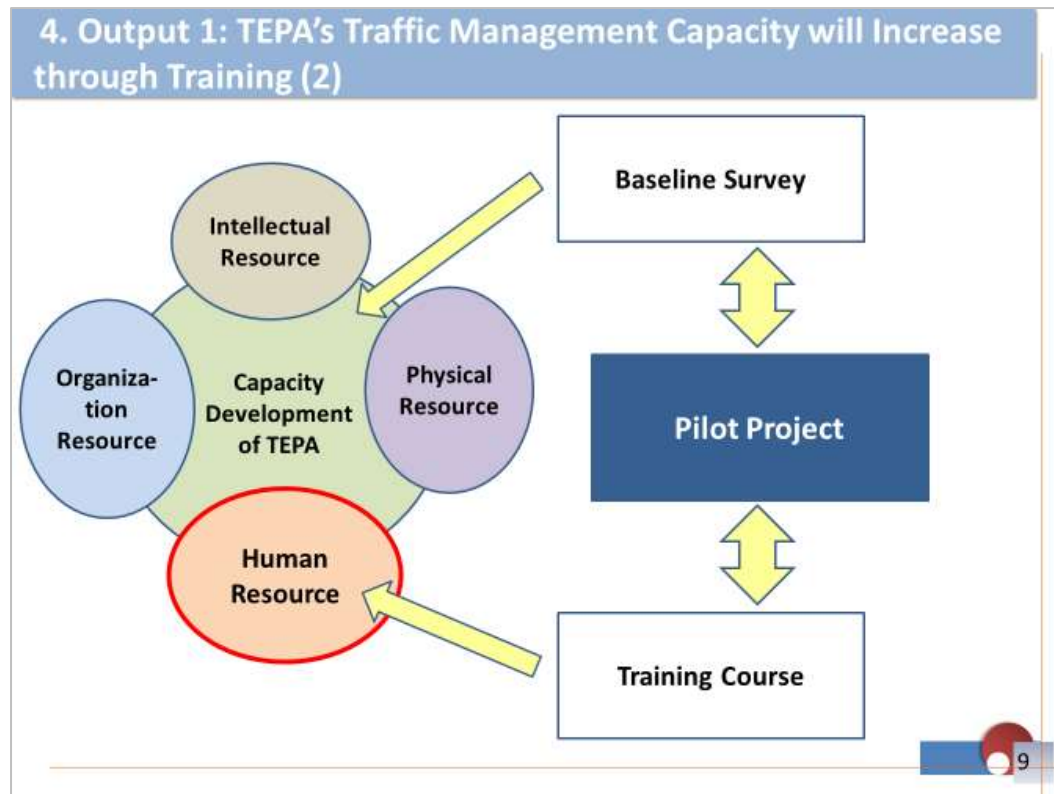 4. Output 1: TEPA's Traffic Management Capacity will Increase
through Training (2)
Baseline Survey
Intellectual
Resource
Organiza-
tion
Resource
Capacity
Development
of TEPA
Physical
Resource
Pilot Project
Human
Resource
Training Course
9